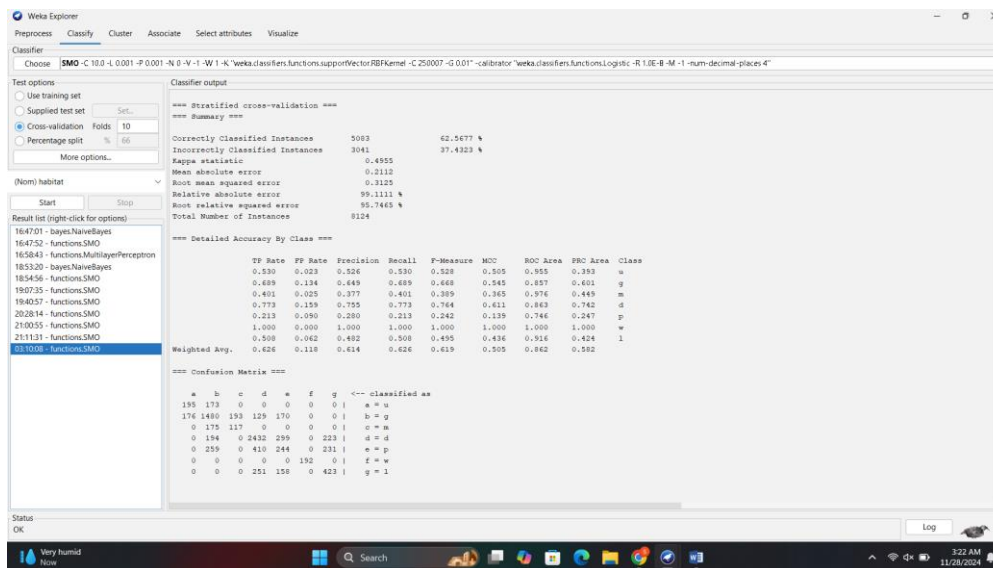 Weka Explorer
Preprocess Classify Cluster Associate Select attributes Visualize
Classifier
Choose SMO -C 10.0 -L 0.001 -P 0.001 -N 0 -V -1 -W 1 -K "weka.classifiers.functions.supportVector.RBFKernel -C 250007 -G 0.01" -calibrator "weka.classifiers.functions.Logistic -R 1.0E-8 -M -1 -num-decimal-places 4"
Test options
Use training set
Supplied test set Set...
Cross-validation Folds 10
Percentage split % 66
More options...
(Nom) habitat
Start Stop
Result list (right-click for options)
16:47:01 - bayes.NaiveBayes
16:47:52 - functions.SMO
16:58:43 - functions.MultilayerPerceptron
18:53:20 - bayes.NaiveBayes
18:54:56 - functions.SMO
19:07:35 - functions.SMO
19:40:57 - functions.SMO
20:28:14 - functions.SMO
21:00:55 - functions.SMO
21:11:31 - functions.SMO
03:10:08 - functions.SMO
Classifier output
=== Stratified cross-validation ===
=== Summary ===
Correctly Classified Instances 5083 62.5677 %
Incorrectly Classified Instances 3041 37.4323 %
Kappa statistic 0.4955
Mean absolute error 0.2112
Root mean squared error 0.3125
Relative absolute error 99.1111 %
Root relative squared error 95.7465 %
Total Number of Instances 8124
=== Detailed Accuracy By Class ===
TP Rate FP Rate Precision Recall F-Measure MCC ROC Area PRC Area Class
0.530 0.023 0.526 0.530 0.528 0.505 0.955 0.393 u
0.689 0.134 0.649 0.689 0.668 0.545 0.857 0.601 g
0.401 0.025 0.377 0.401 0.389 0.365 0.976 0.449 m
0.773 0.159 0.755 0.773 0.764 0.611 0.863 0.742 d
0.213 0.090 0.280 0.213 0.242 0.139 0.746 0.247 p
1.000 0.000 1.000 1.000 1.000 1.000 1.000 1.000 w
0.508 0.062 0.482 0.508 0.495 0.436 0.916 0.424 l
Weighted Avg. 0.626 0.118 0.614 0.626 0.619 0.505 0.862 0.582
=== Confusion Matrix ===
a b c d e f g <-- classified as
195 173 0 0 0 0 0 | a = u
176 1480 193 129 170 0 0 | b = g
0 175 117 0 0 0 0 | c = m
0 194 0 2432 299 0 223 | d = d
0 259 0 410 244 0 231 | e = p
0 0 0 0 0 192 0 | f = w
0 0 0 251 158 0 423 | g = l
Status
OK
Log
Very humid
Now
Search
3:22 AM
11/28/2024